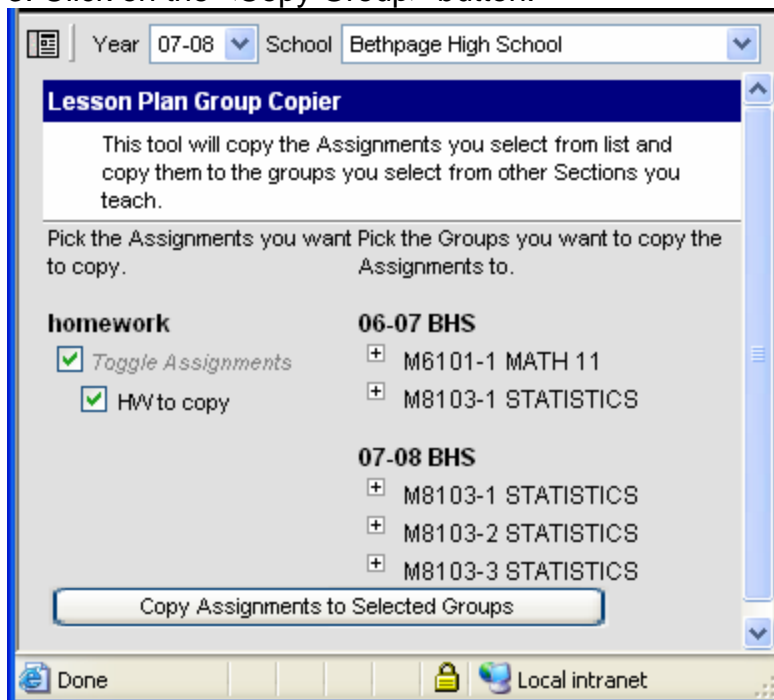 Year 07-08 School Bethpage High School
Lesson Plan Group Copier
This tool will copy the Assignments you select from list and
copy them to the groups you select from other Sections you
teach.
Pick the Assignments you want
to copy.
Pick the Groups you want to copy the
Assignments to.
homework
Toggle Assignments
HW to copy
06-07 BHS
M6101-1 MATH 11
M8103-1 STATISTICS
07-08 BHS
M8103-1 STATISTICS
M8103-2 STATISTICS
M8103-3 STATISTICS
Copy Assignments to Selected Groups
Done
Local intranet